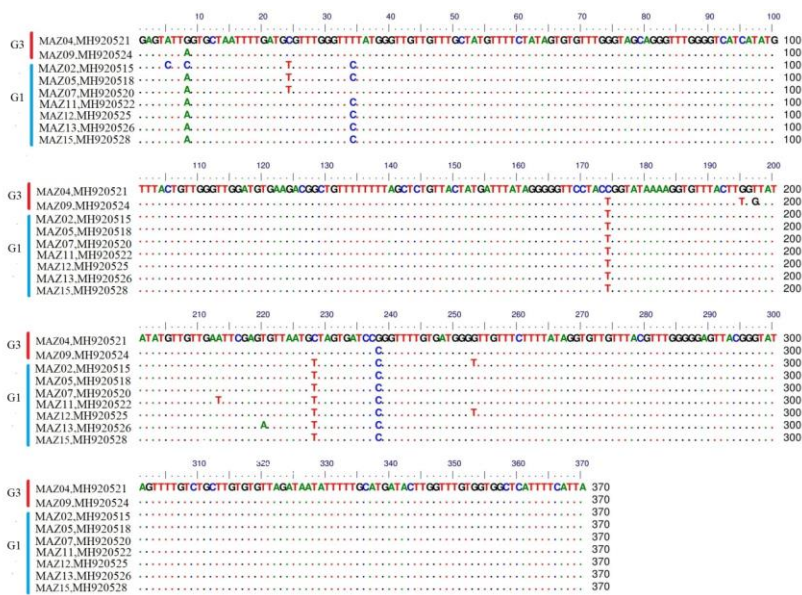 10 20 30 40 50 60 70 80 90 100
G3 MAZ04,MH920521 GAGTATTGGTGCTAATTTTGATGCGTTTGGGTTTTATGGGTTGTTGTTTGCTATGTTTTCTATAGTGTGTTTGGGTAGCAGGGTTTGGGGTCATCATATG 100
MAZ09,MH920524 A 100
G1 MAZ02,MH920515 C C T C 100
MAZ05,MH920518 A T C 100
MAZ07,MH920520 A T 100
MAZ11,MH920522 A C 100
MAZ12,MH920525 A C 100
MAZ13,MH920526 A C 100
MAZ15,MH920528 A C 100
110 120 130 140 150 160 170 180 190 200
G3 MAZ04,MH920521 TTTACTGTTGGGTTGGATGTGAAGACGGCTGTTTTTTTTAGCTCTGTTACTATGATTTATAGGGGGTTCCTACCGGTATAAAAGGTGTTTACTTGGTTAT 200
MAZ09,MH920524 T T G 200
G1 MAZ02,MH920515 T 200
MAZ05,MH920518 T 200
MAZ07,MH920520 T 200
MAZ11,MH920522 T 200
MAZ12,MH920525 T 200
MAZ13,MH920526 T 200
MAZ15,MH920528 T 200
210 220 230 240 250 260 270 280 290 300
G3 MAZ04,MH920521 ATATGTTGTTGAATTCGAGTGTTAATGCTAGTGATCCGGGTTTTGTGATGGGGTTGTTTCTTTTATAGGTGTTGTTTACGTTTGGGGGAGTTACGGGTAT 300
MAZ09,MH920524 C 300
G1 MAZ02,MH920515 T C T 300
MAZ05,MH920518 T C 300
MAZ07,MH920520 T C 300
MAZ11,MH920522 T T C 300
MAZ12,MH920525 T C T 300
MAZ13,MH920526 A T C 300
MAZ15,MH920528 T C 300
310 320 330 340 350 360 370
G3 MAZ04,MH920521 AGTTTTGTCTGCTTGTGTGTTAGATAATATTTTTGCATGATACTTGGTTTGTGGTGGCTCATTTTCATTA 370
MAZ09,MH920524 370
G1 MAZ02,MH920515 370
MAZ05,MH920518 370
MAZ07,MH920520 370
MAZ11,MH920522 370
MAZ12,MH920525 370
MAZ13,MH920526 370
MAZ15,MH920528 370